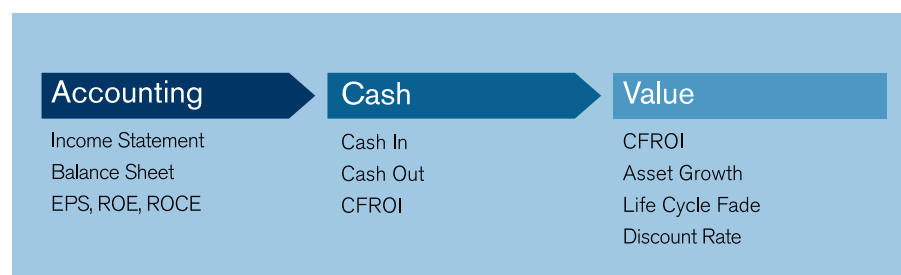 Accounting
Income Statement
Balance Sheet
EPS, ROE, ROCE
Cash
Cash In
Cash Out
CFROI
Value
CFROI
Asset Growth
Life Cycle Fade
Discount Rate